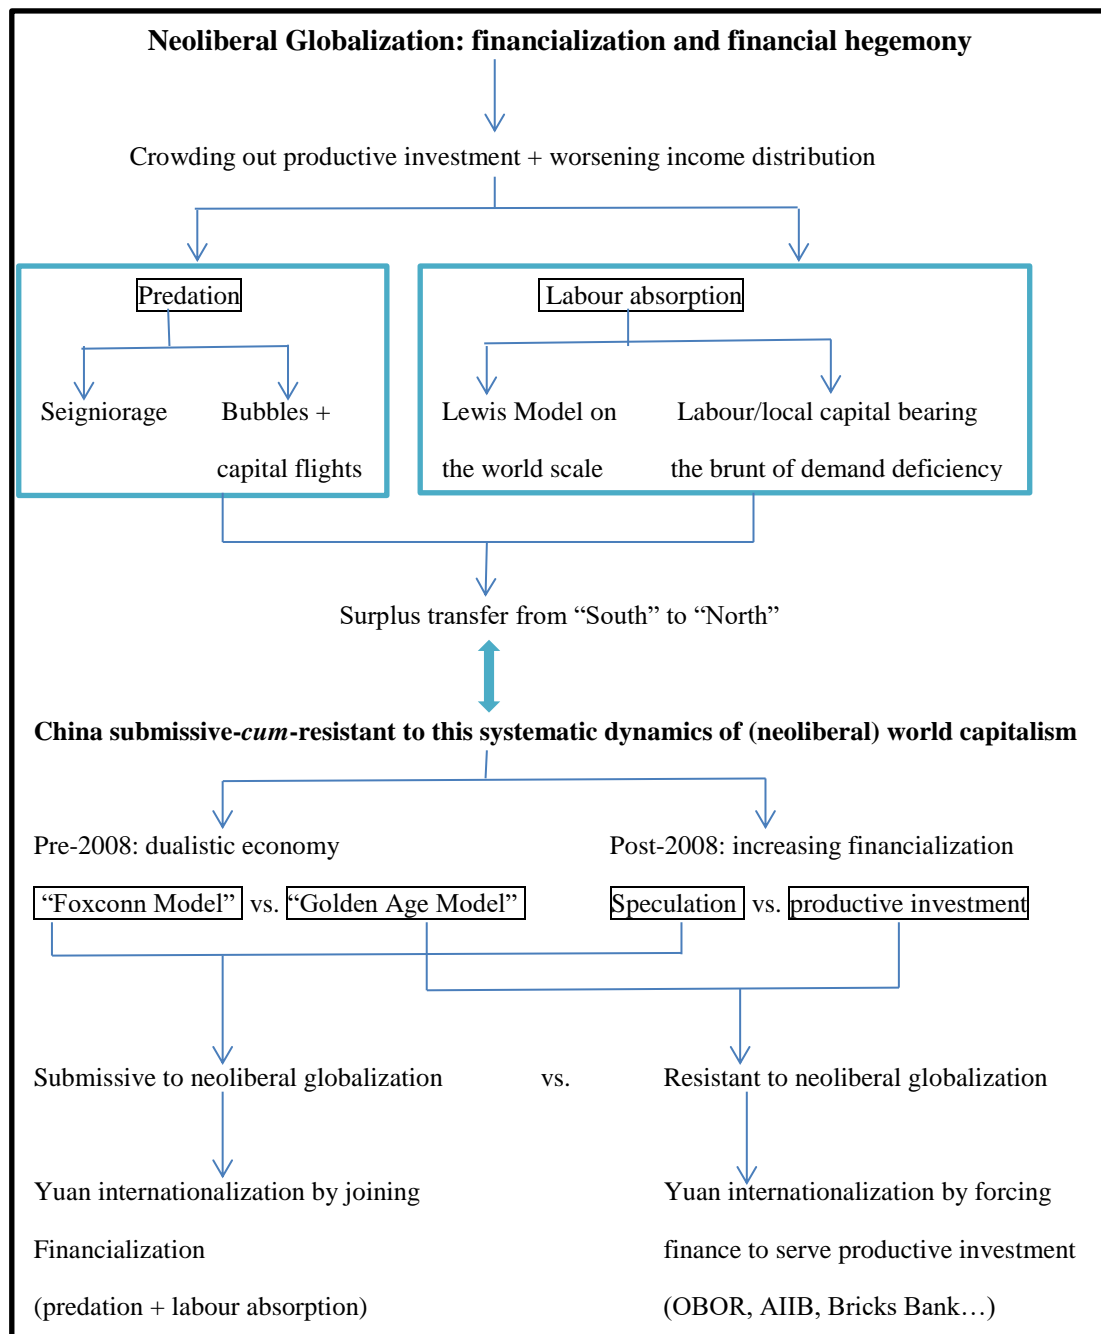 Neoliberal Globalization: financialization and financial hegemony
Crowding out productive investment + worsening income distribution
Predation
Labour absorption
Seigniorage
Bubbles +
capital flights
Lewis Model on
the world scale
Labour/local capital bearing
the brunt of demand deficiency
Surplus transfer from “South” to “North”
China submissive-cum-resistant to this systematic dynamics of (neoliberal) world capitalism
Pre-2008: dualistic economy
“Foxconn Model” vs. “Golden Age Model”
Post-2008: increasing financialization
Speculation vs. productive investment
Submissive to neoliberal globalization
vs.
Resistant to neoliberal globalization
Yuan internationalization by joining
Financialization
(predation + labour absorption)
Yuan internationalization by forcing
finance to serve productive investment
(OBOR, AIIB, Bricks Bank…)